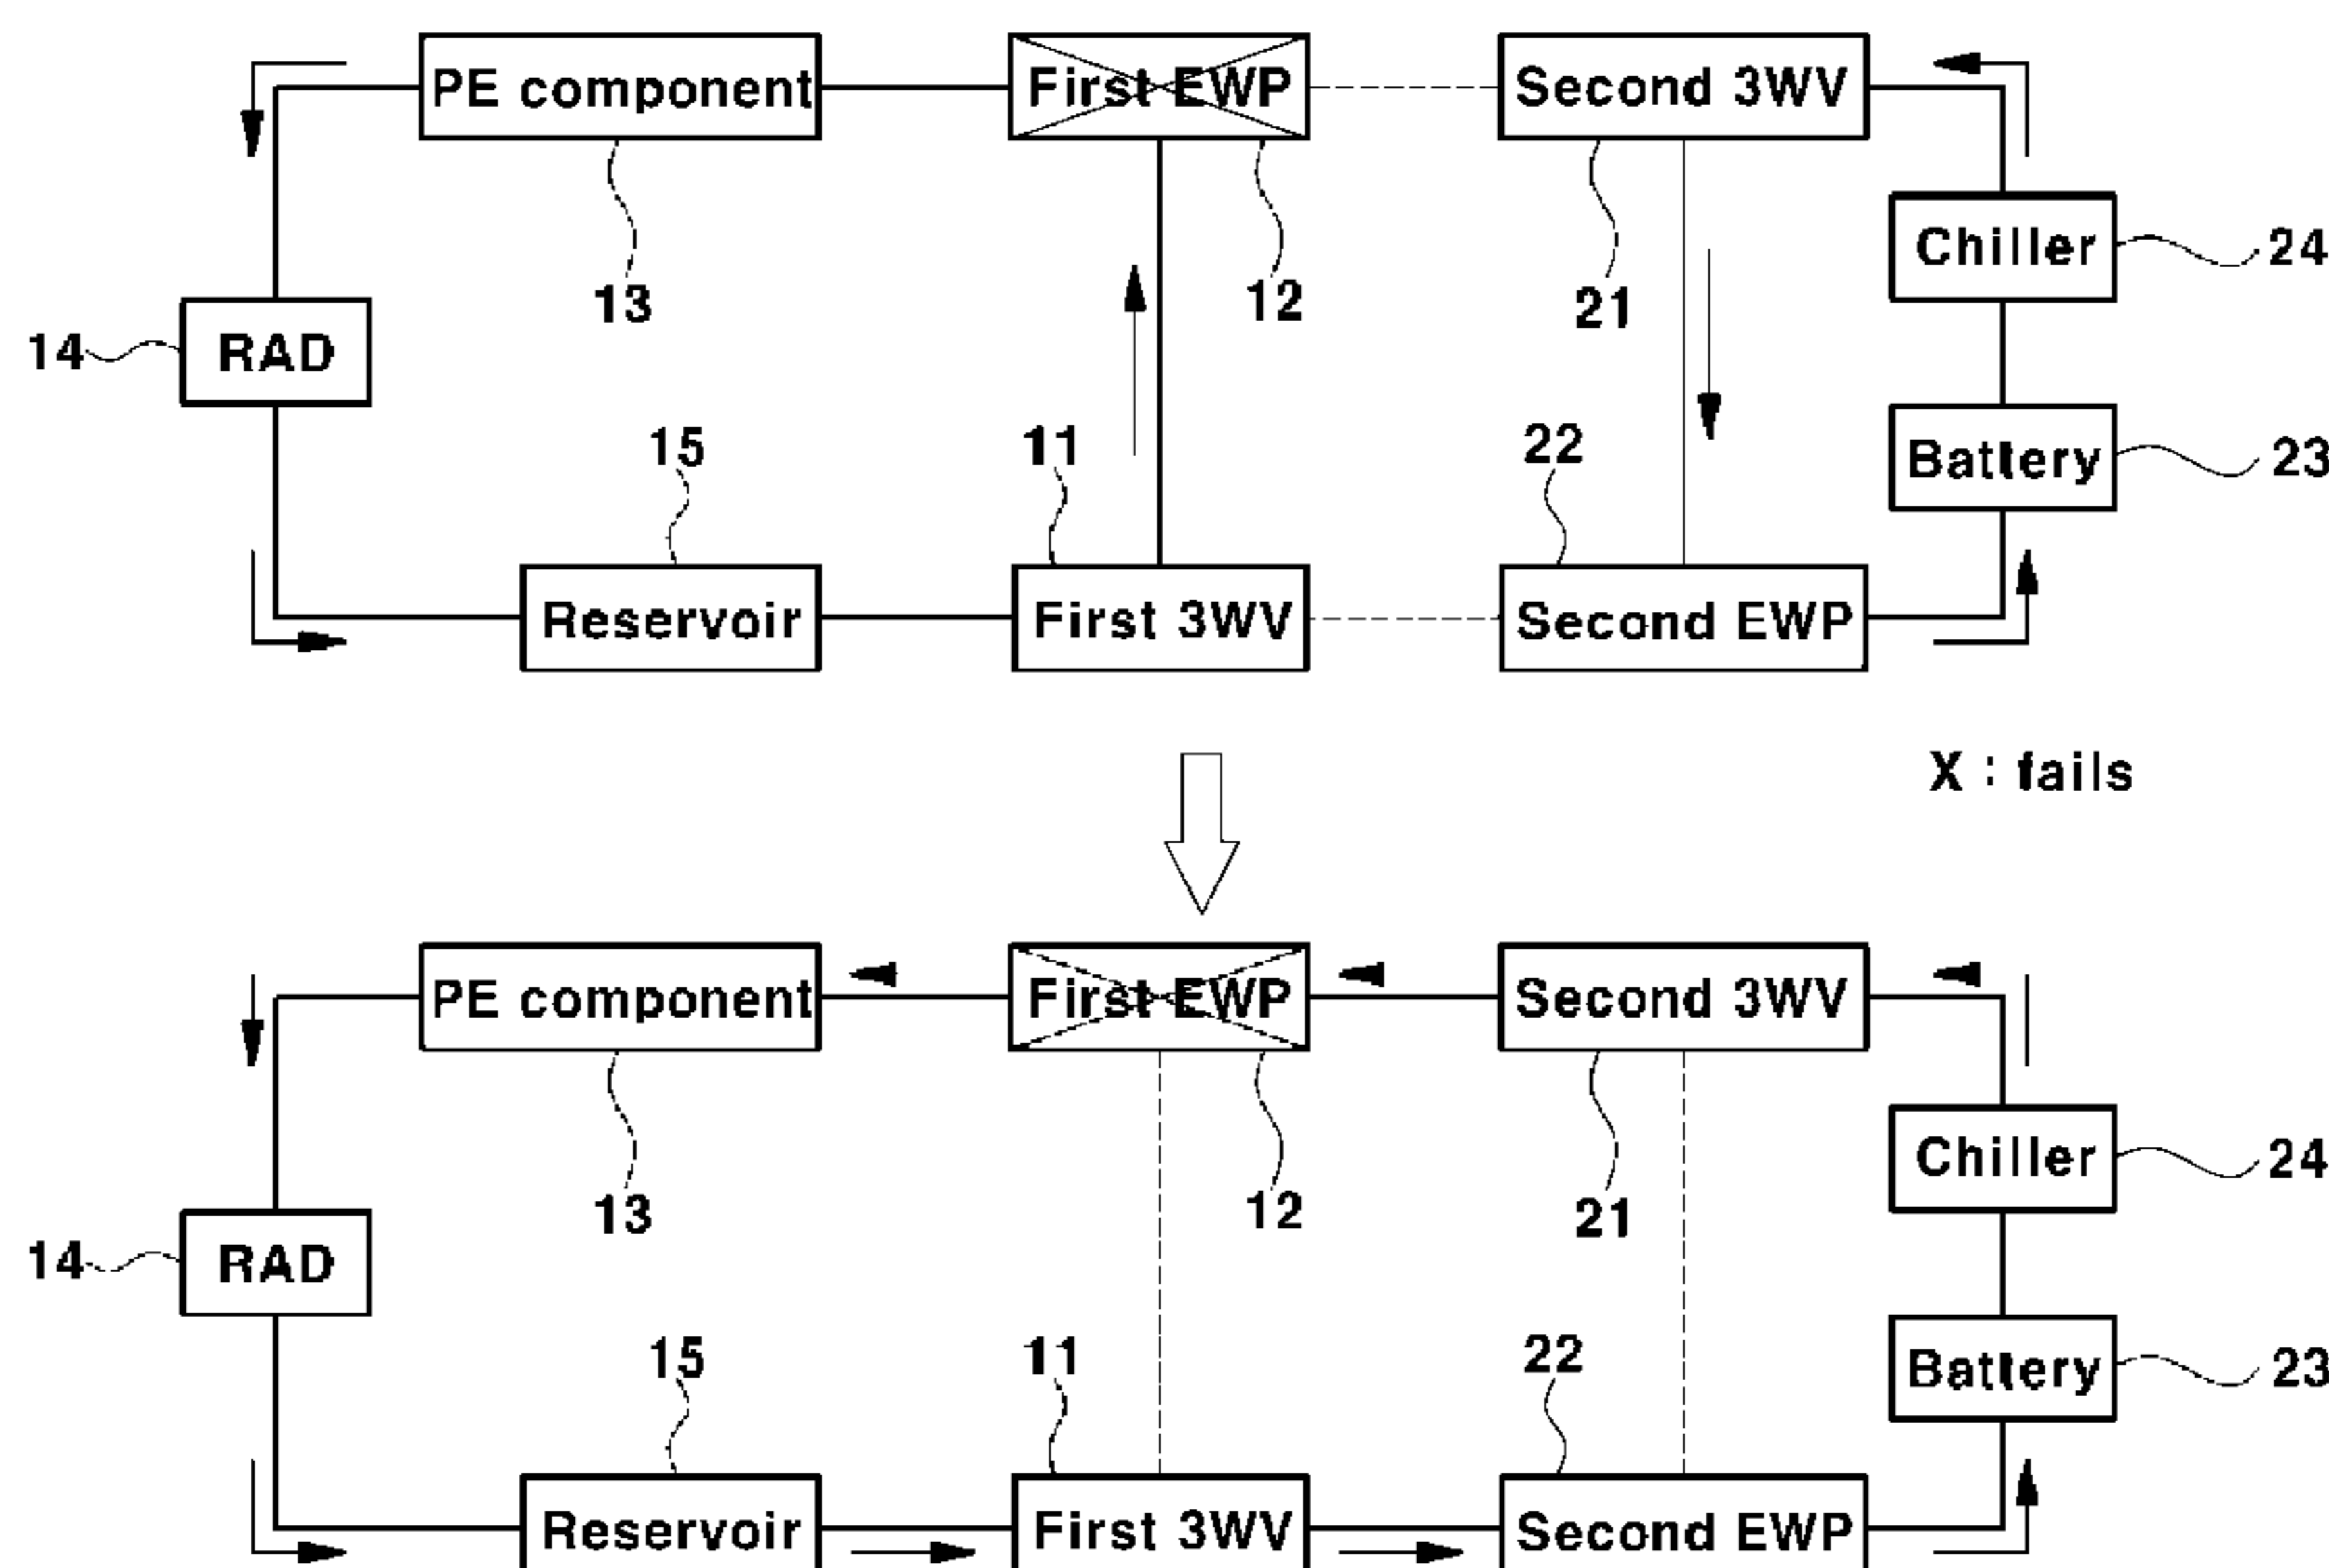 PE component
First EWP
Second 3WV
Chiller
24
13
12
21
14
RAD
15
11
22
Battery
23
Reservoir
First 3WV
Second EWP
X : fails
PE component
First EWP
Second 3WV
Chiller
24
13
12
21
14
RAD
15
11
22
Battery
23
Reservoir
First 3WV
Second EWP